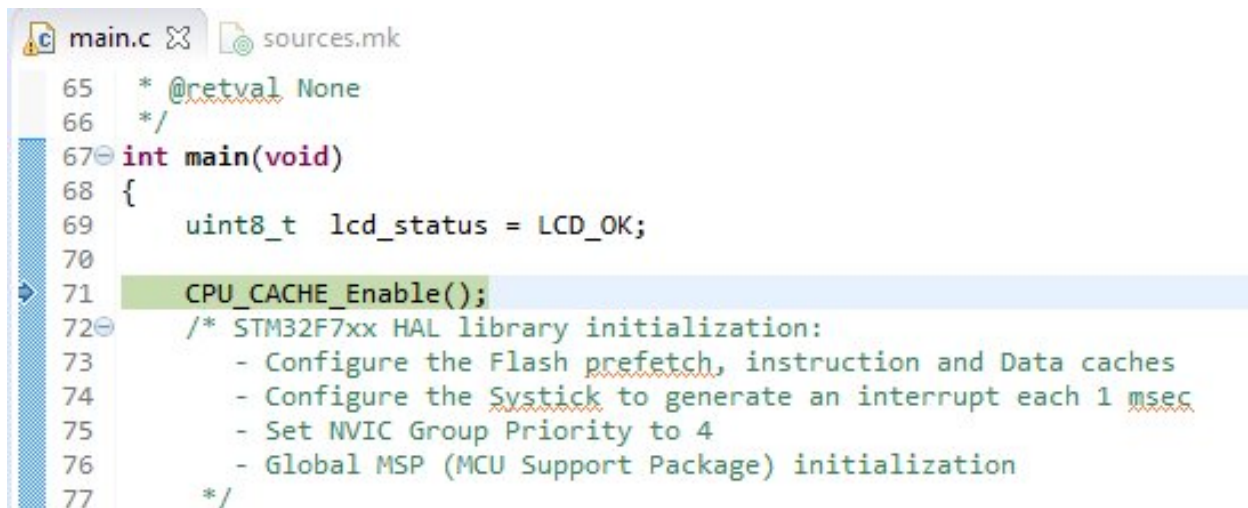 main.c sources.mk
65 * @retval None
66 */
67 int main(void)
68 {
69 uint8_t lcd_status = LCD_OK;
70
71 CPU_CACHE_Enable();
72 /* STM32F7xx HAL library initialization:
73 - Configure the Flash prefetch, instruction and Data caches
74 - Configure the Systick to generate an interrupt each 1 msec
75 - Set NVIC Group Priority to 4
76 - Global MSP (MCU Support Package) initialization
77 */